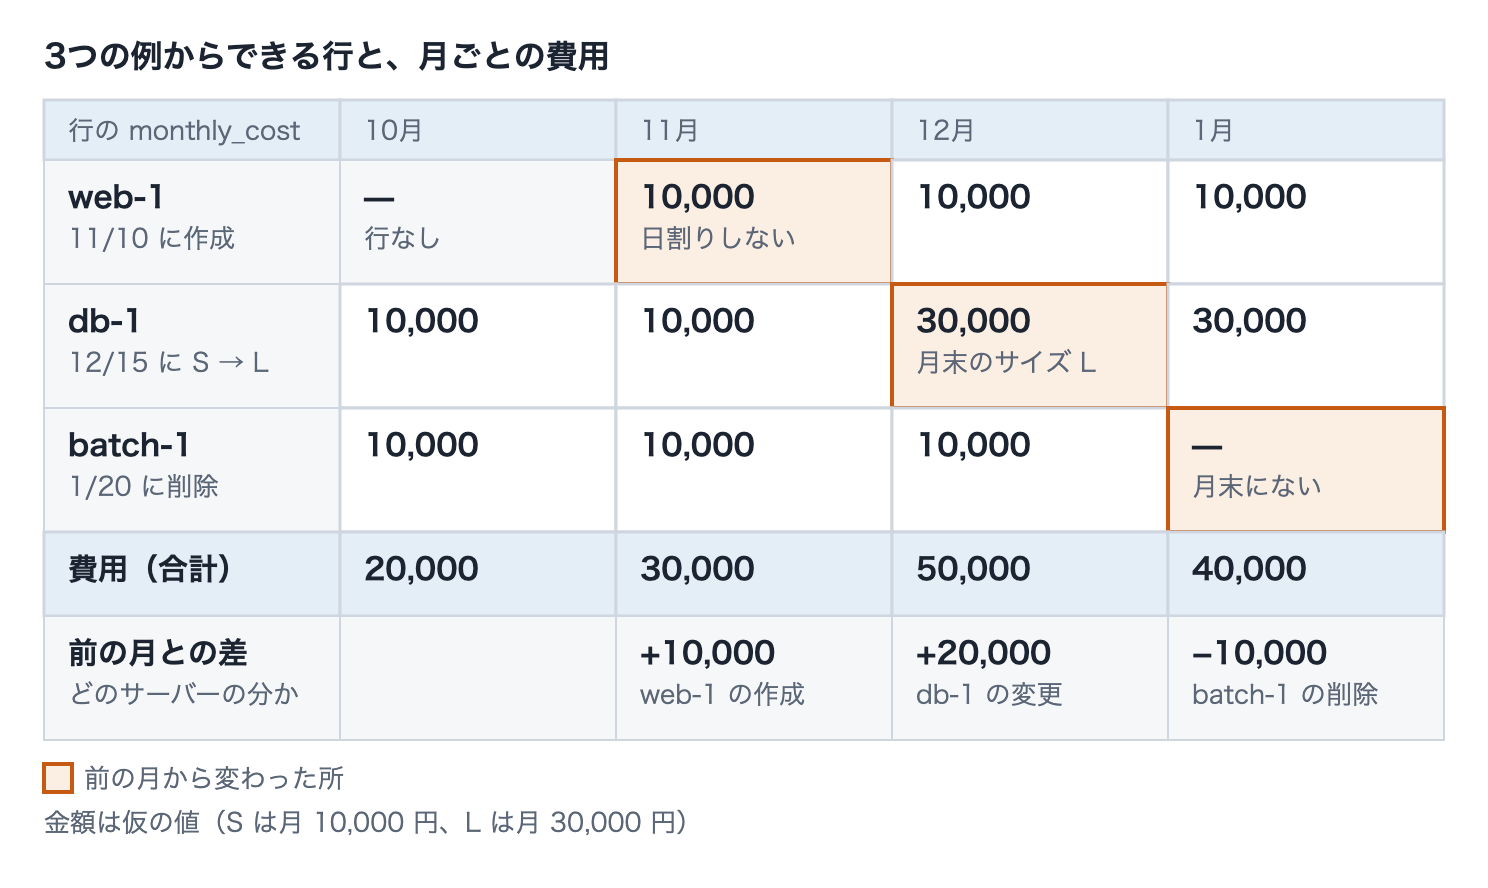 3つの例からできる行と、月ごとの費用
行の monthly_cost 10月 11月 12月 1月
web-1 — 10,000 10,000 10,000
11/10 に作成 行なし 日割りしない
db-1 10,000 10,000 30,000 30,000
12/15 に S → L 月末のサイズ L
batch-1 10,000 10,000 10,000 —
1/20 に削除 月末にない
費用（合計） 20,000 30,000 50,000 40,000
前の月との差 +10,000 +20,000 −10,000
どのサーバーの分か web-1 の作成 db-1 の変更 batch-1 の削除
前の月から変わった所
金額は仮の値（S は月 10,000 円、L は月 30,000 円）